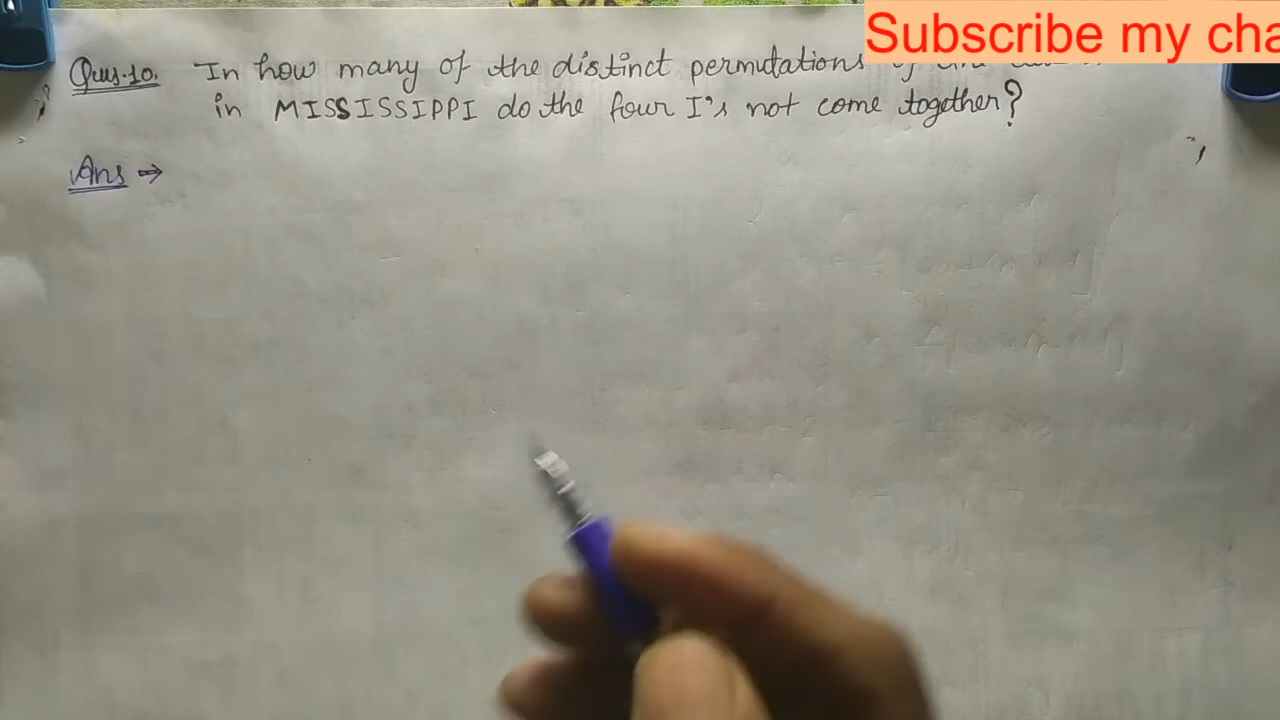 Subscribe my cha
Ques.10. In how many of the distinct permutations
in MISSISSIPPI do the four I's not come together?
Ans ⇒